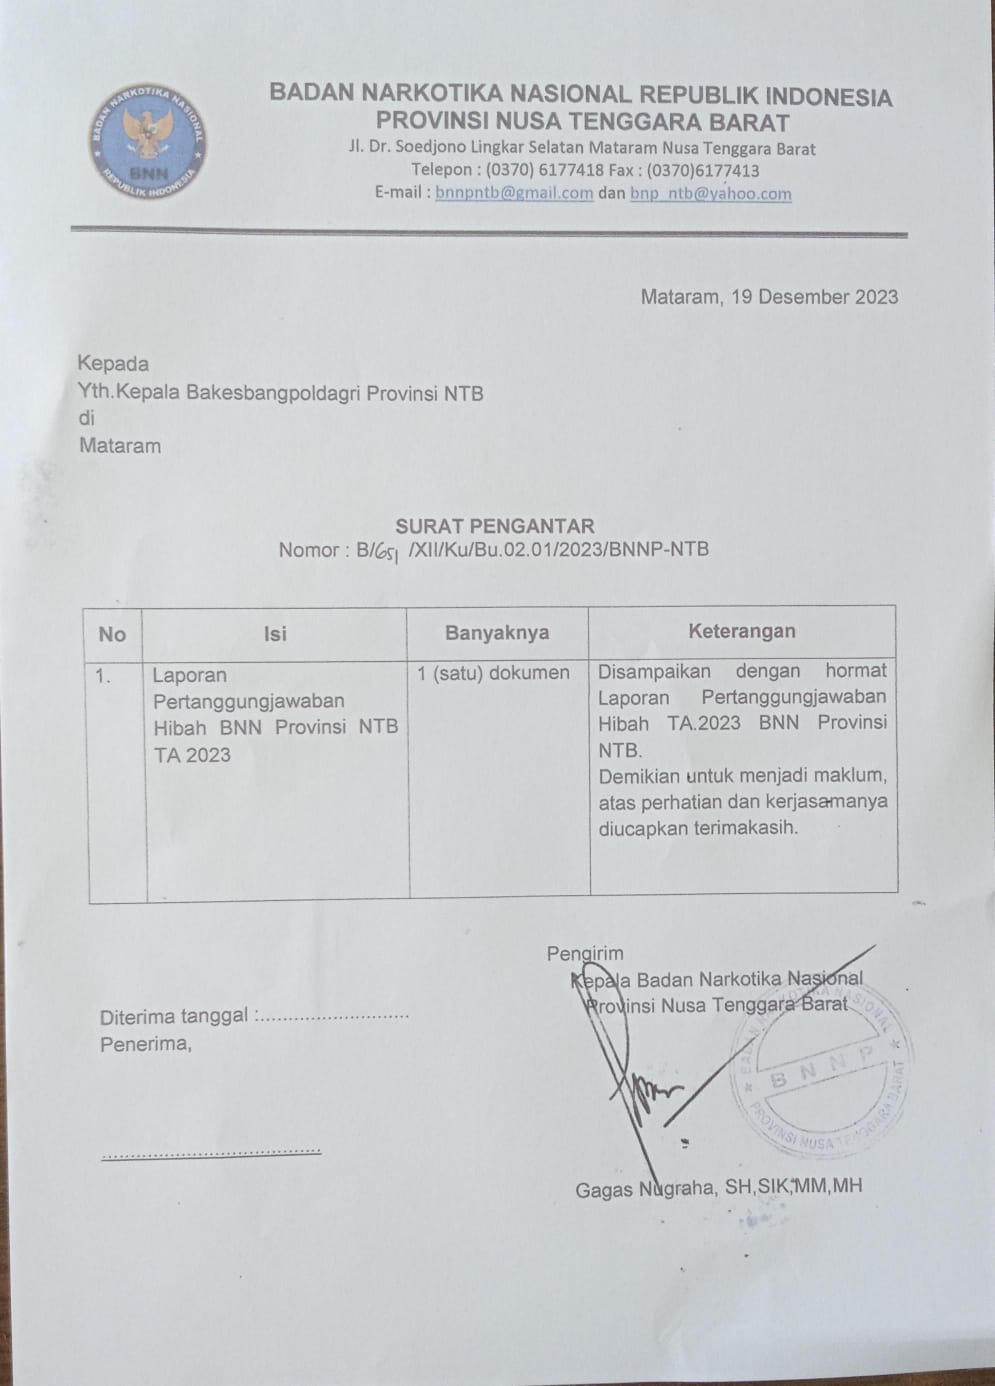 BADAN NARKOTIKA NASIONAL
BNN
REPUBLIK INDONESIA
BADAN NARKOTIKA NASIONAL REPUBLIK INDONESIA
PROVINSI NUSA TENGGARA BARAT
Jl. Dr. Soedjono Lingkar Selatan Mataram Nusa Tenggara Barat
Telepon : (0370) 6177418 Fax : (0370)6177413
E-mail : bnnpntb@gmail.com dan bnp_ntb@yahoo.com
Mataram, 19 Desember 2023
Kepada
Yth.Kepala Bakesbangpoldagri Provinsi NTB
di
Mataram
SURAT PENGANTAR
Nomor : B/651 /XII/Ku/Bu.02.01/2023/BNNP-NTB
No Isi Banyaknya Keterangan
1.
Laporan
Pertanggungjawaban
Hibah BNN Provinsi NTB
TA 2023
1 (satu) dokumen
Disampaikan dengan hormat
Laporan Pertanggungjawaban
Hibah TA.2023 BNN Provinsi
NTB.
Demikian untuk menjadi maklum,
atas perhatian dan kerjasamanya
diucapkan terimakasih.
Diterima tanggal :...........................
Penerima,
Pengirim
Kepala Badan Narkotika Nasional
Provinsi Nusa Tenggara Barat
BADAN NARKOTIKA NASIONAL
BNNP
PROVINSI NUSA TENGGARA BARAT
Gagas Nugraha, SH,SIK,MM,MH